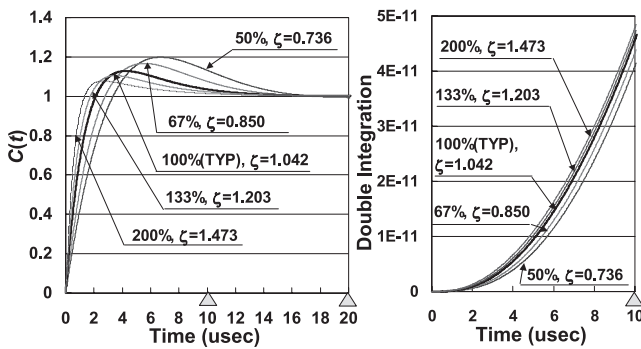 1.4
1.2
1
0.8
0.6
0.4
0.2
0
C(t)
50%, ζ=0.736
67%, ζ=0.850
100%(TYP), ζ=1.042
133%, ζ=1.203
200%, ζ=1.473
0 2 4 6 8 10 12 14 16 18 20
Time (usec)
5E-11
4E-11
3E-11
2E-11
1E-11
0
Double Integration
200%, ζ=1.473
133%, ζ=1.203
100%(TYP),
ζ=1.042
67%, ζ=0.850
50%, ζ=0.736
0 2 4 6 8 10
Time (usec)